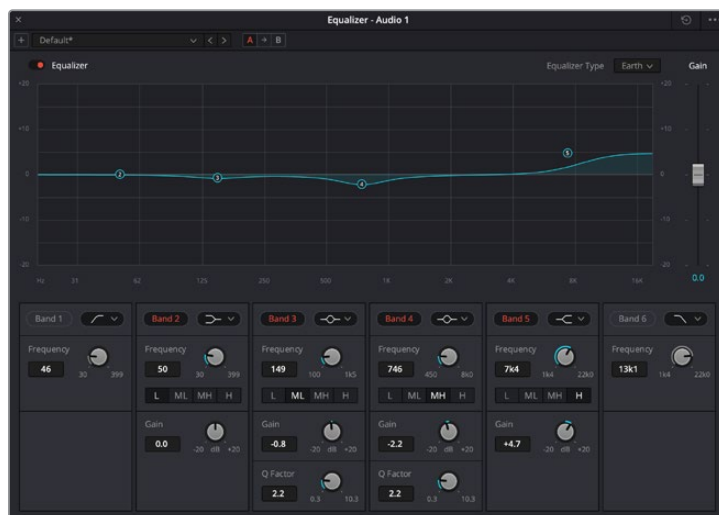 Equalizer - Audio 1
Default*
A B
Equalizer
Equalizer Type Earth Gain
+20 +20
+10 +10
0 0
-10 -10
-20 -20
2 3 4 5
Hz 31 62 125 250 500 1K 2K 4K 8K 16K
0.0
Band 1 Band 2 Band 3 Band 4 Band 5 Band 6
Frequency Frequency Frequency Frequency Frequency Frequency
46 30 399 50 30 399 149 100 1k5 746 450 8k0 7k4 1k4 22k0 13k1 1k4 22k0
L ML MH H L ML MH H L ML MH H L ML MH H
Gain Gain Gain Gain
0.0 -20 dB +20 -0.8 -20 dB +20 -2.2 -20 dB +20 +4.7 -20 dB +20
Q Factor Q Factor
2.2 0.3 10.3 2.2 0.3 10.3